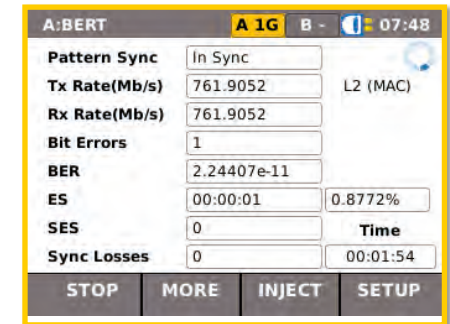 A:BERT A 1G B - 07:48
Pattern Sync In Sync
Tx Rate(Mb/s) 761.9052 L2 (MAC)
Rx Rate(Mb/s) 761.9052
Bit Errors 1
BER 2.24407e-11
ES 00:00:01 0.8772%
SES 0 Time
Sync Losses 0 00:01:54
STOP MORE INJECT SETUP